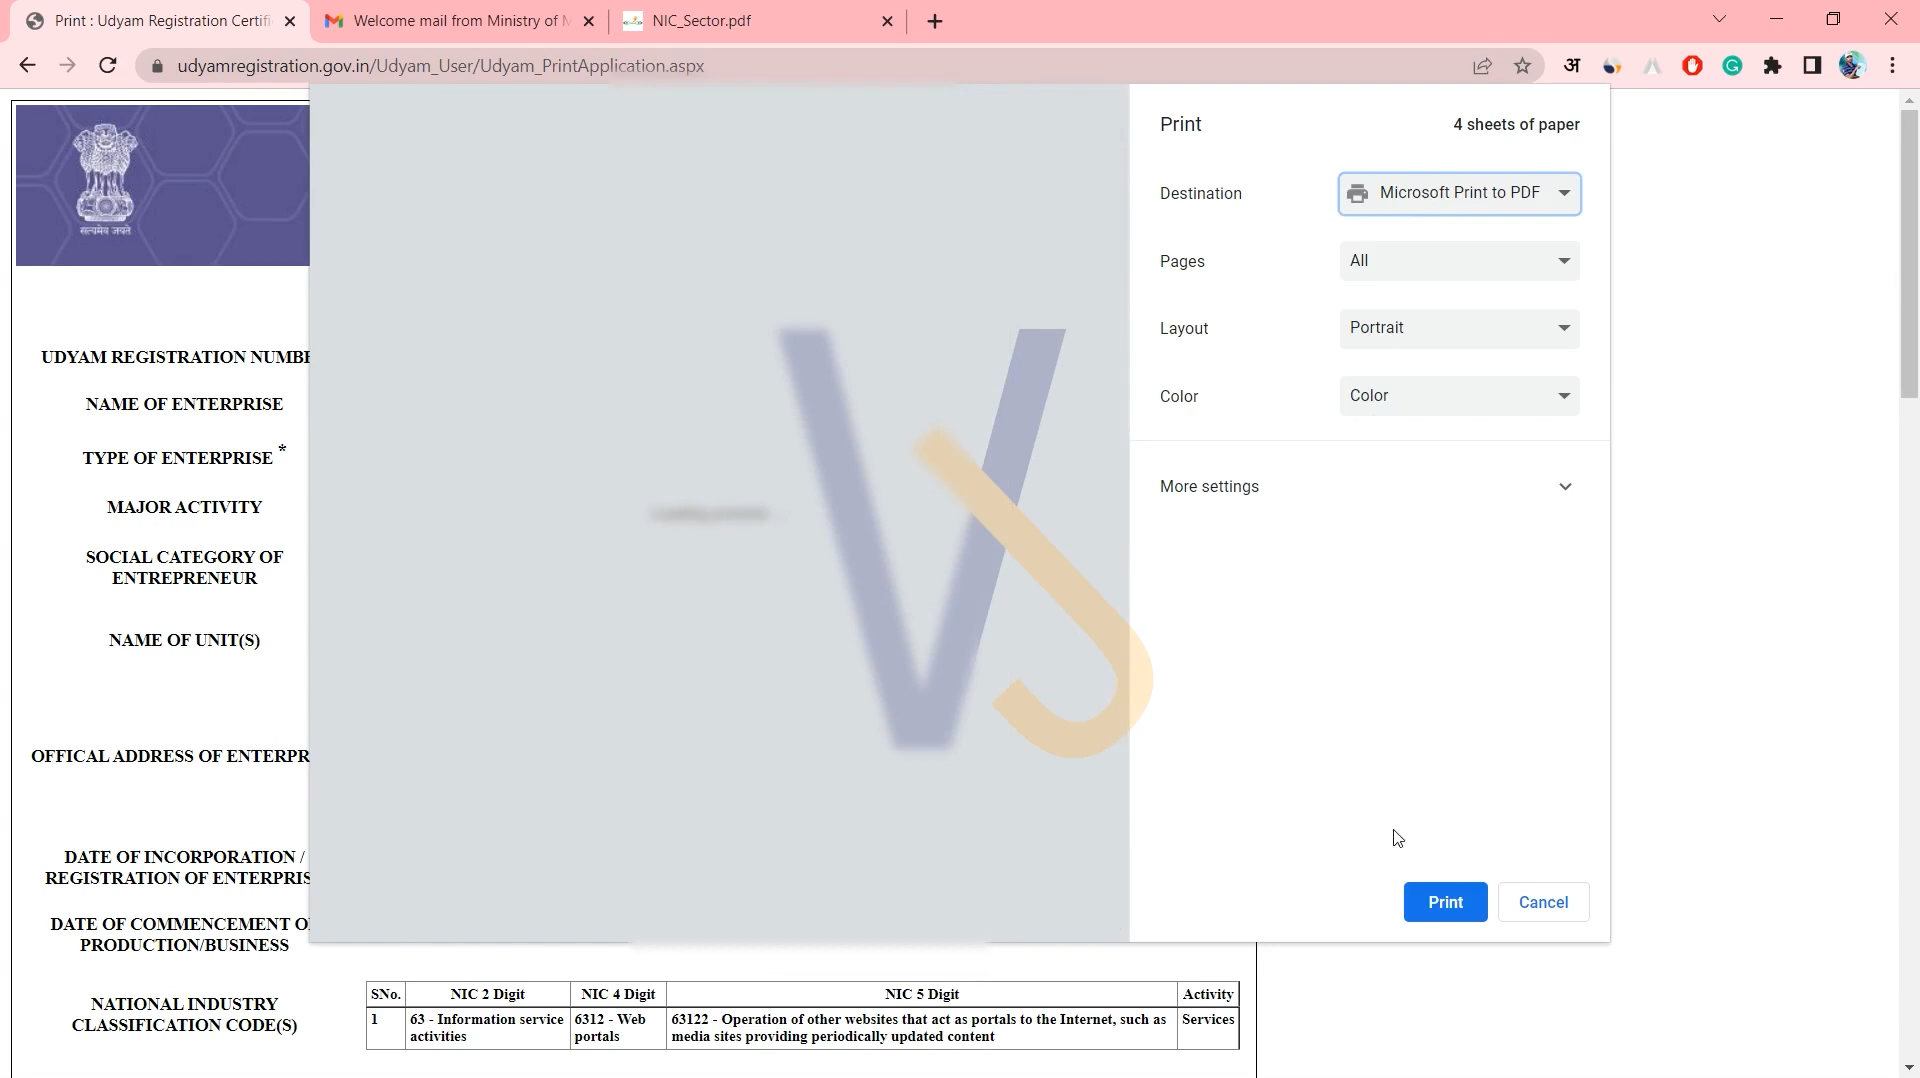 Print : Udyam Registration Certifi
Welcome mail from Ministry of M
NIC_Sector.pdf
udyamregistration.gov.in/Udyam_User/Udyam_PrintApplication.aspx
अ
सत्यमेव जयते
Print
4 sheets of paper
Destination
Microsoft Print to PDF
Pages
All
Layout
Portrait
Color
Color
More settings
Print
Cancel
UDYAM REGISTRATION NUMBE
NAME OF ENTERPRISE
TYPE OF ENTERPRISE *
MAJOR ACTIVITY
SOCIAL CATEGORY OF
ENTREPRENEUR
NAME OF UNIT(S)
OFFICAL ADDRESS OF ENTERPR
DATE OF INCORPORATION /
REGISTRATION OF ENTERPRIS
DATE OF COMMENCEMENT O
PRODUCTION/BUSINESS
NATIONAL INDUSTRY
CLASSIFICATION CODE(S)
SNo. NIC 2 Digit NIC 4 Digit NIC 5 Digit Activity
1 63 - Information service 6312 - Web 63122 - Operation of other websites that act as portals to the Internet, such as Services
activities portals media sites providing periodically updated content
VJ